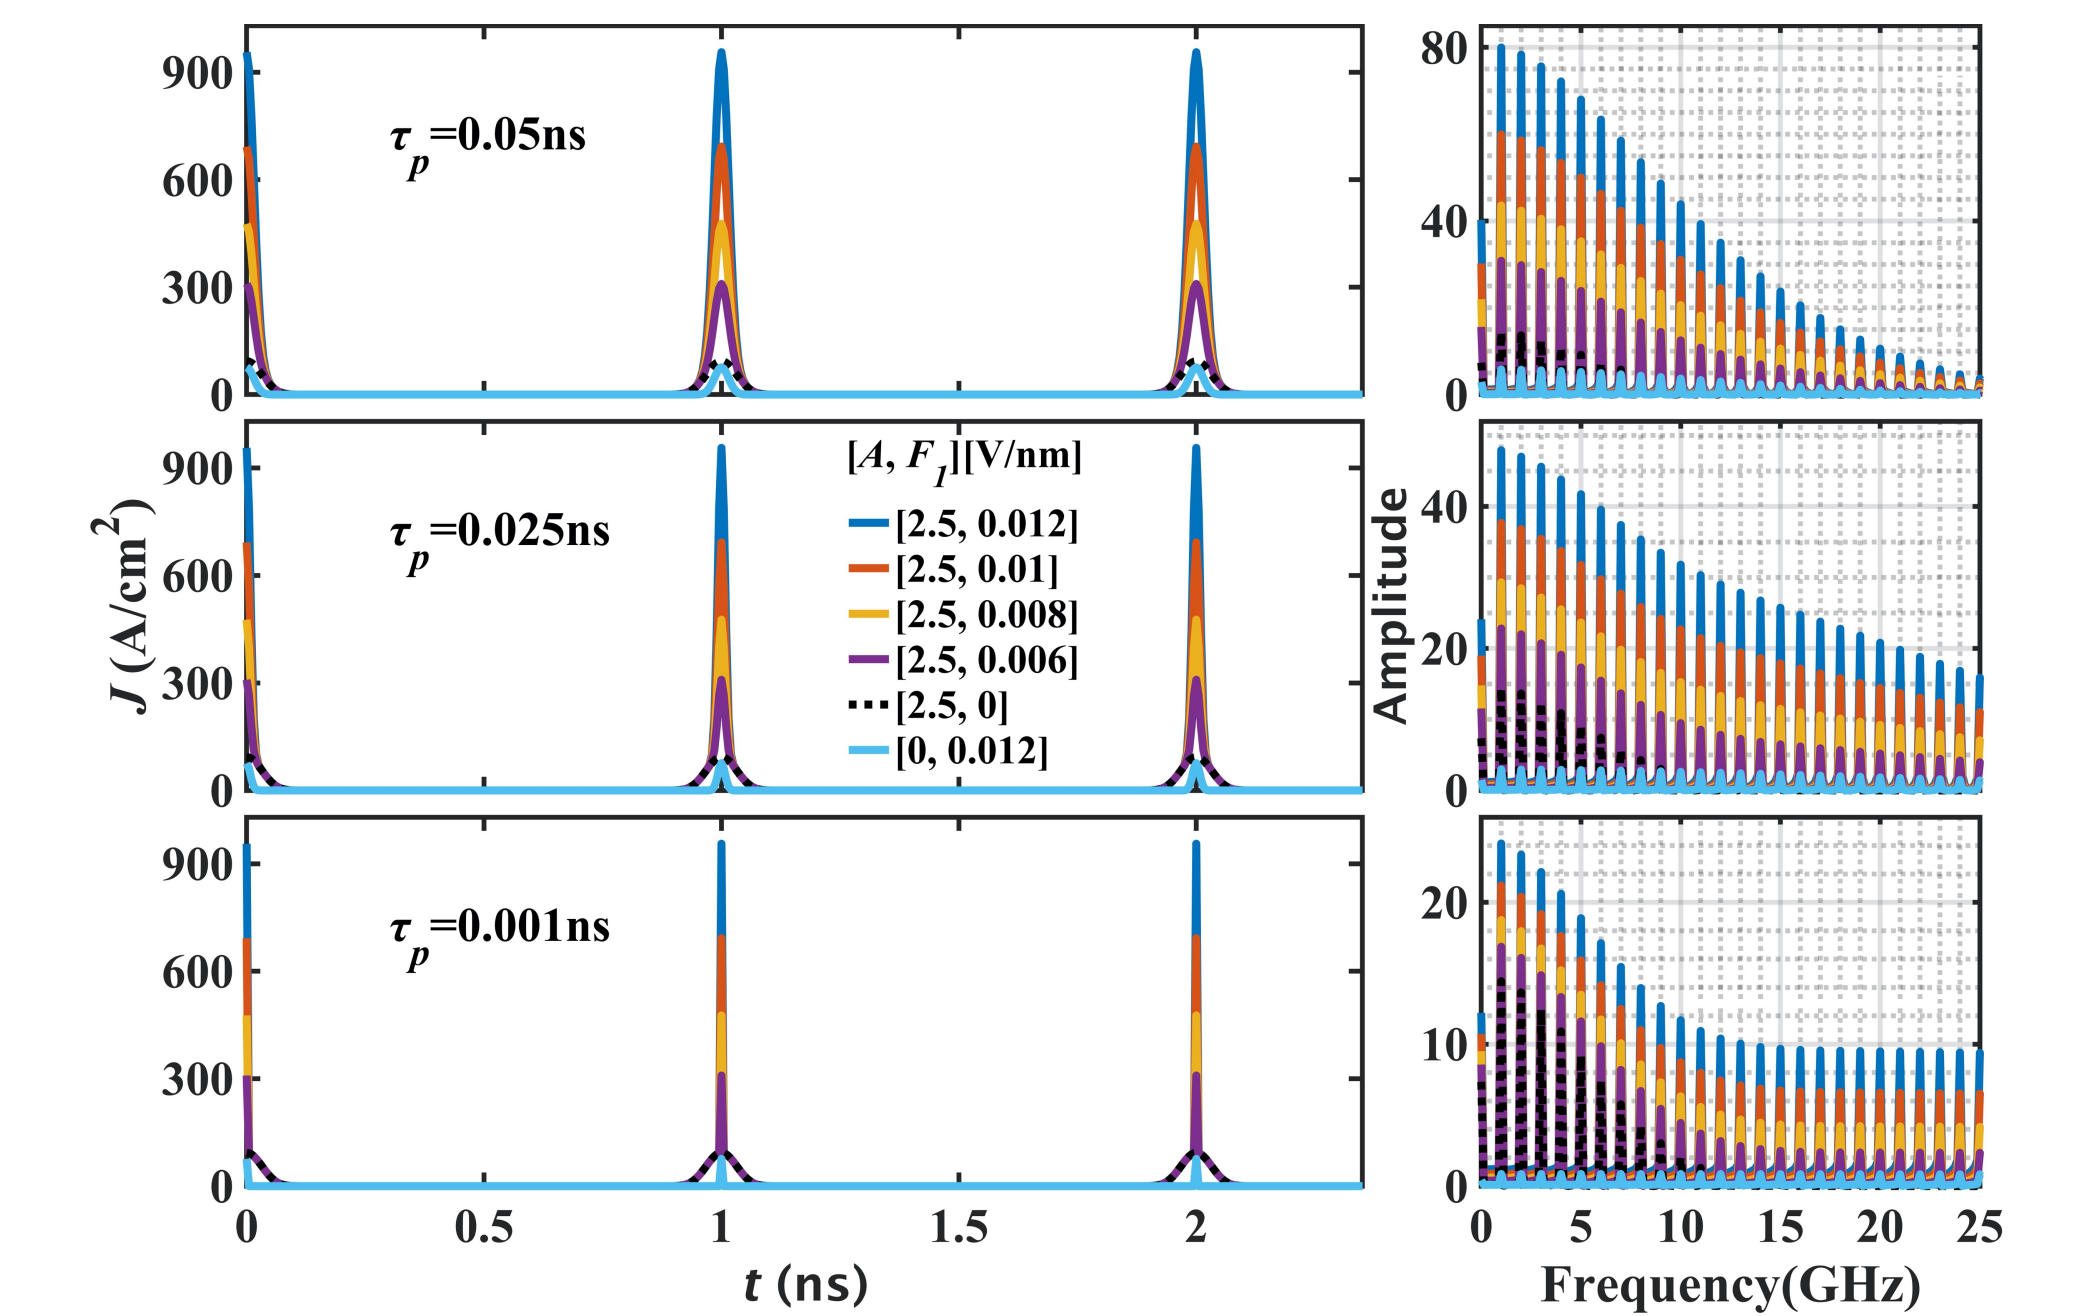 900
600
300
0
τp=0.05ns
80
40
0
J (A/cm2)
900
600
300
0
τp=0.025ns
[A, F1][V/nm]
[2.5, 0.012]
[2.5, 0.01]
[2.5, 0.008]
[2.5, 0.006]
[2.5, 0]
[0, 0.012]
Amplitude
40
20
0
900
600
300
0
τp=0.001ns
0 0.5 1 1.5 2
t (ns)
20
10
0
0 5 10 15 20 25
Frequency(GHz)